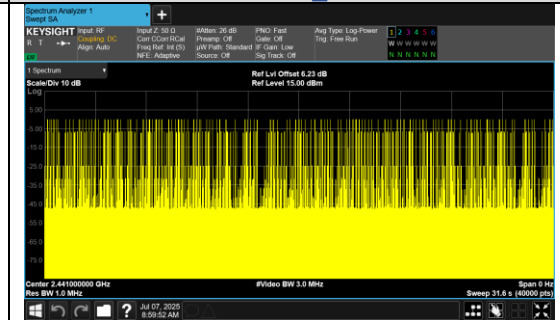 Spectrum Analyzer 1
Swept SA
KEYSIGHT Input: RF Input Z: 50 Ω #Atten: 26 dB PNO: Fast Avg Type: Log-Power 1 2 3 4 5 6
R T Coupling: DC Corr CCorr RCal Preamp: Off Gate: Off Trig: Free Run W W W W W W
Align: Auto Freq Ref: Int (S) µW Path: Standard IF Gain: Low
NFE: Adaptive Source: Off Sig Track: Off N N N N N N
1 Spectrum
Scale/Div 10 dB Ref Lvl Offset 6.23 dB
Ref Level 15.00 dBm
Log
5.00
-5.00
-15.0
-25.0
-35.0
-45.0
-55.0
-65.0
-75.0
Center 2.441000000 GHz #Video BW 3.0 MHz Span 0 Hz
Res BW 1.0 MHz Sweep 31.6 s (40000 pts)
? Jul 07, 2025
8:59:52 AM